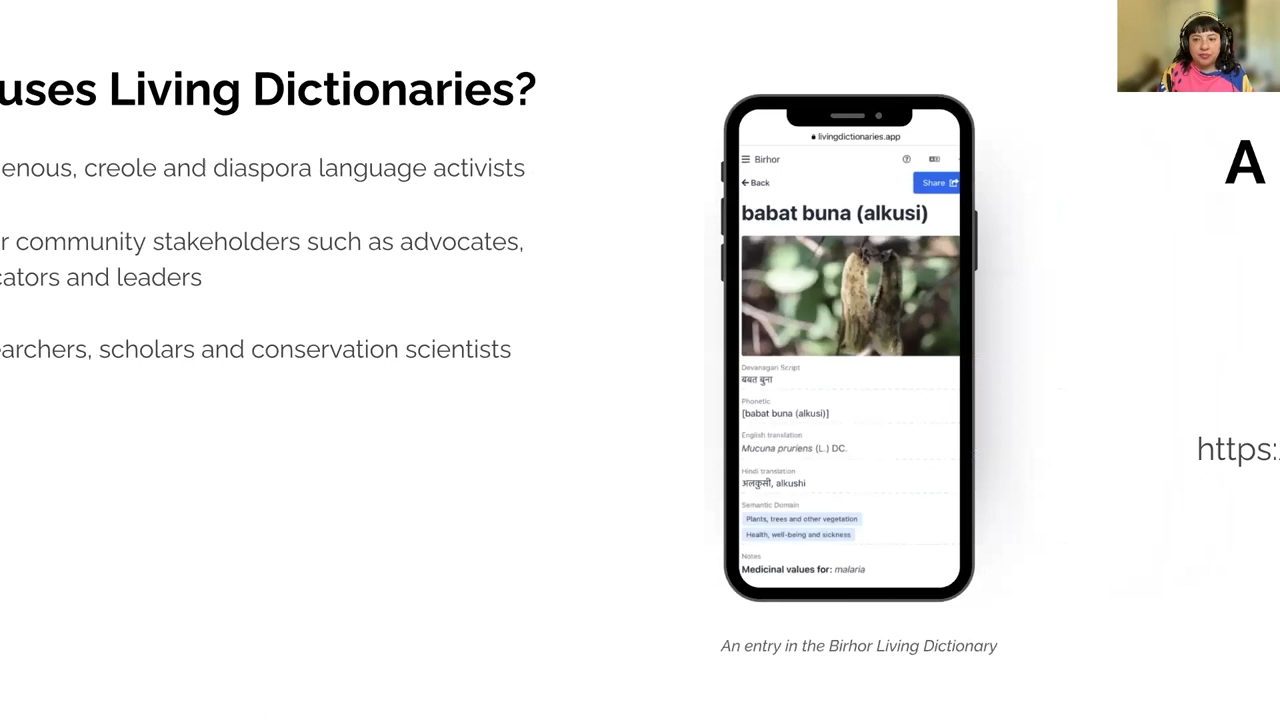 uses Living Dictionaries?
enous, creole and diaspora language activists
r community stakeholders such as advocates,
cators and leaders
earchers, scholars and conservation scientists
livingdictionaries.app
Birhor
Back
Share
babat buna (alkusi)
Devanagari Script
बबत बुना
Phonetic
[babat buna (alkusi)]
English translation
Mucuna pruriens (L.) DC.
Hindi translation
अलकुसी, alkushi
Semantic Domain
Plants, trees and other vegetation
Health, well-being and sickness
Notes
Medicinal values for: malaria
An entry in the Birhor Living Dictionary
A
https: